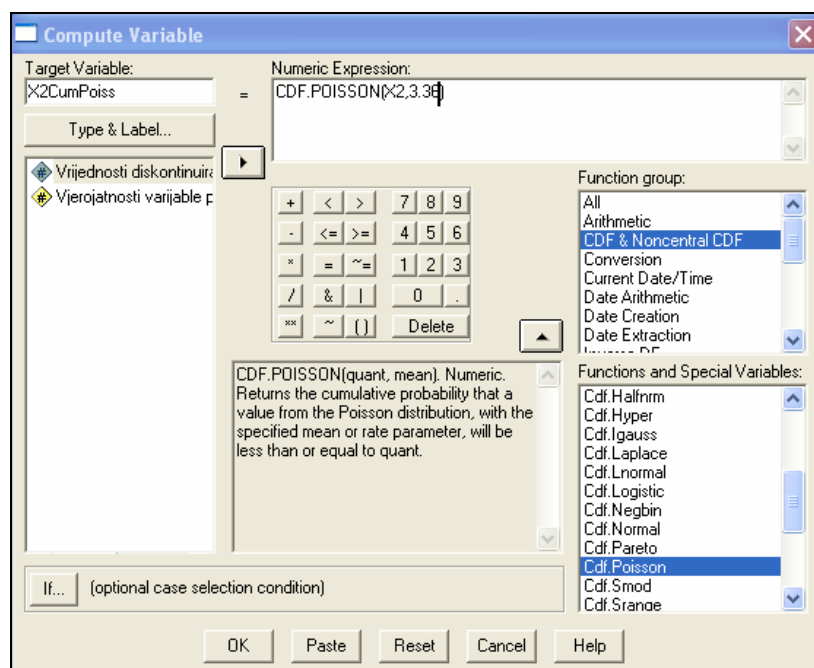 Compute Variable
Target Variable:
X2CumPoiss
=
Numeric Expression:
CDF.POISSON(X2,3.36)
Type & Label...
Vrijednosti diskontinuira
Vjerojatnosti varijable p
+ < > 7 8 9
- <= >= 4 5 6
* = ~= 1 2 3
/ & | 0 .
** ~ () Delete
CDF.POISSON(quant, mean). Numeric.
Returns the cumulative probability that a
value from the Poisson distribution, with the
specified mean or rate parameter, will be
less than or equal to quant.
Function group:
All
Arithmetic
CDF & Noncentral CDF
Conversion
Current Date/Time
Date Arithmetic
Date Creation
Date Extraction
Inverse DF
Functions and Special Variables:
Cdf.Halfnrm
Cdf.Hyper
Cdf.Igauss
Cdf.Laplace
Cdf.Lnormal
Cdf.Logistic
Cdf.Negbin
Cdf.Normal
Cdf.Pareto
Cdf.Poisson
Cdf.Smod
Cdf.Srange
If... (optional case selection condition)
OK Paste Reset Cancel Help